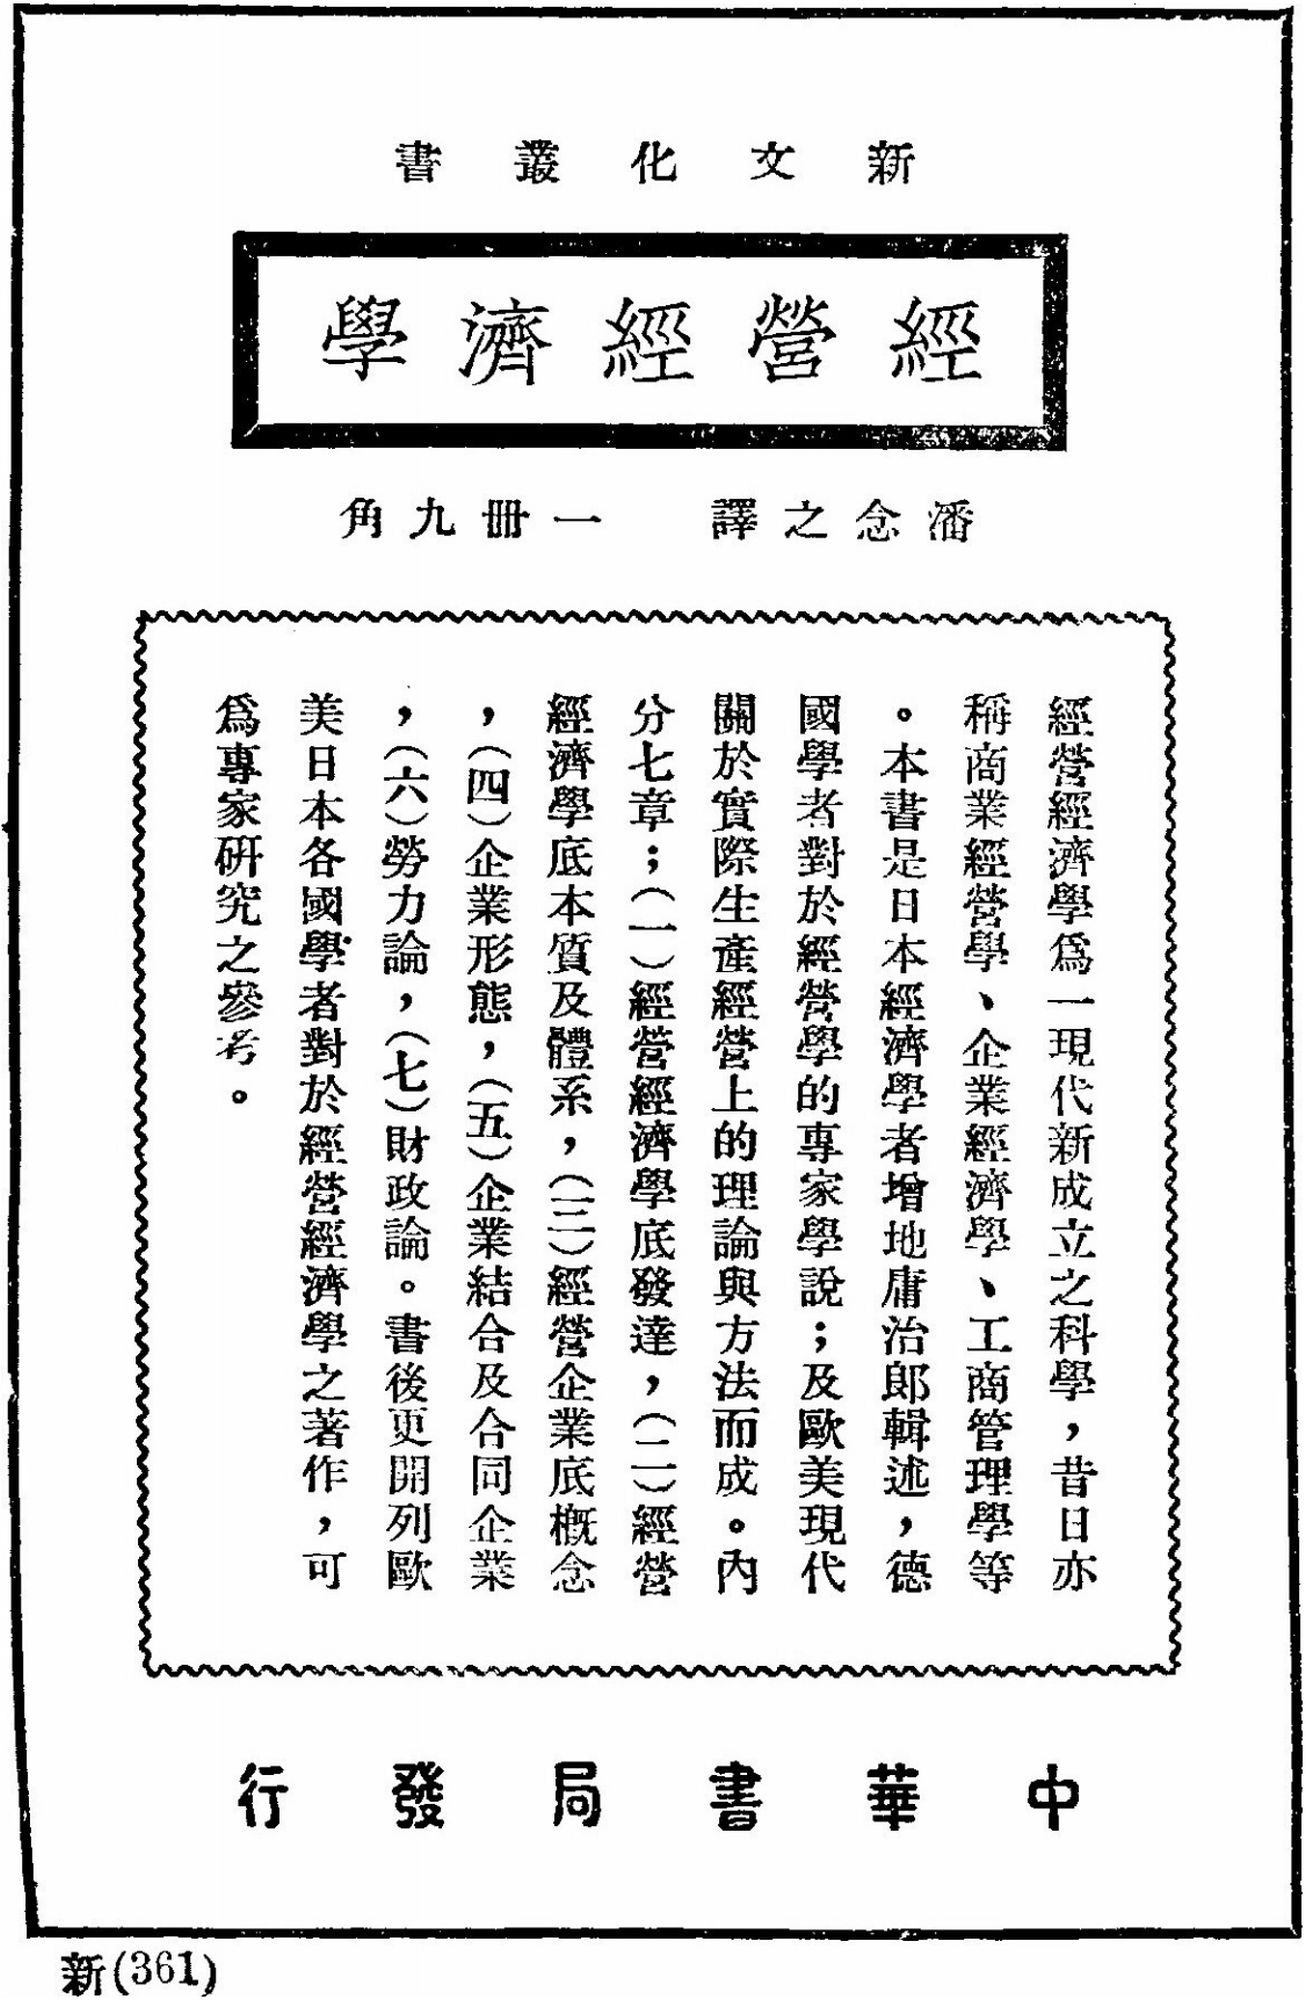 新文化叢書
經營經濟學
潘念之譯　一冊九角
經營經濟學爲一現代新成立之科學，昔日亦
稱商業經營學、企業經濟學、工商管理學等
。本書是日本經濟學者增地庸治郎輯述，德
國學者對於經營學的專家學說；及歐美現代
關於實際生產經營上的理論與方法而成。內
分七章；（一）經營經濟學底發達，（二）經營
經濟學底本質及體系，（三）經營企業底概念
，（四）企業形態，（五）企業結合及合同企業
，（六）勞力論，（七）財政論。書後更開列歐
美日本各國學者對於經營經濟學之著作，可
爲專家研究之參考。
中華書局發行
新(361)